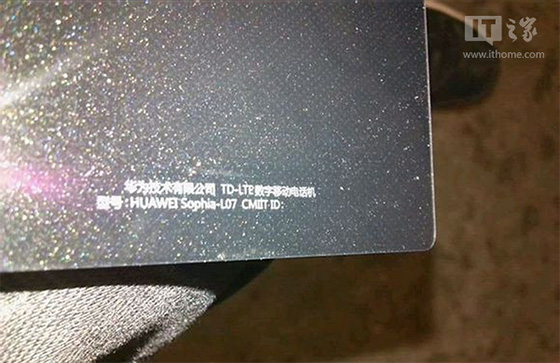 IT之家
www.ithome.com
华为技术有限公司 TD-LTE数字移动电话机
型号:HUAWEI Sophia-L07 CMIIT ID: